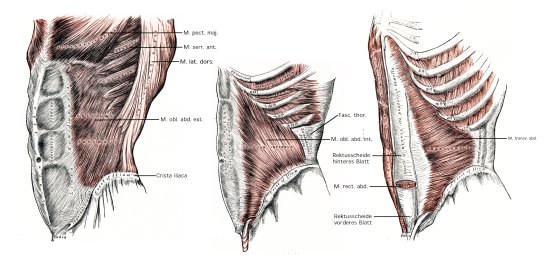 M. pect. maj.
M. serr. ant.
M. lat. dors.
M. obl. abd. ext.
Crista iliaca
Fasc. thor.
M. obl. abd. int.
Rektusscheide
hinteres Blatt
M. rect. abd.
Rektusscheide
vorderes Blatt
M. transv. abd.